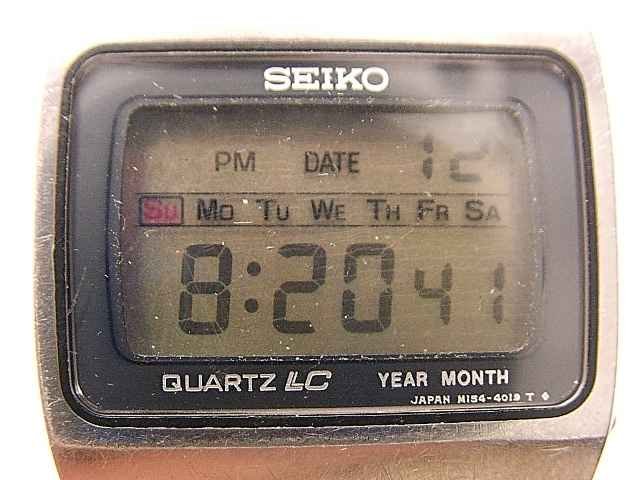 SEIKO
PM DATE 12
Su Mo Tu We Th Fr Sa
8:20 41
QUARTZ LC YEAR MONTH
JAPAN M154-4019 T